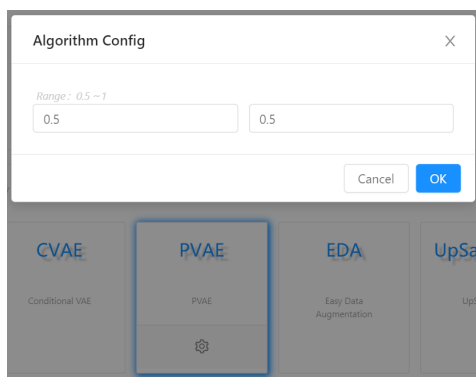 Algorithm Config
Range : 0.5 ~1
0.5
0.5
Cancel
OK
CVAE
PVAE
EDA
UpSa
Conditional VAE
PVAE
Easy Data
Augmentation
UpS